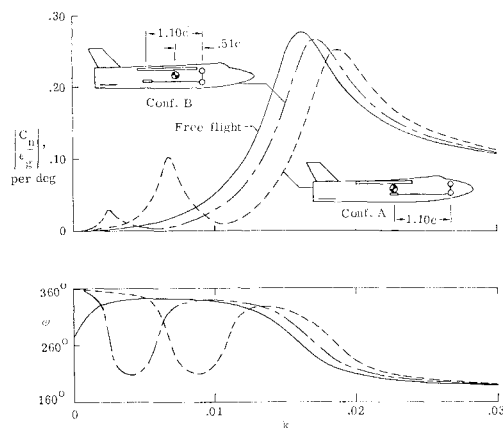 .30
1.10c
.51c
Conf. B
.20
Free flight
|C_n / ε_g|,
per deg
.10
Conf. A
1.10c
0
360°
φ
260°
160°
0
.01
.02
.03
k